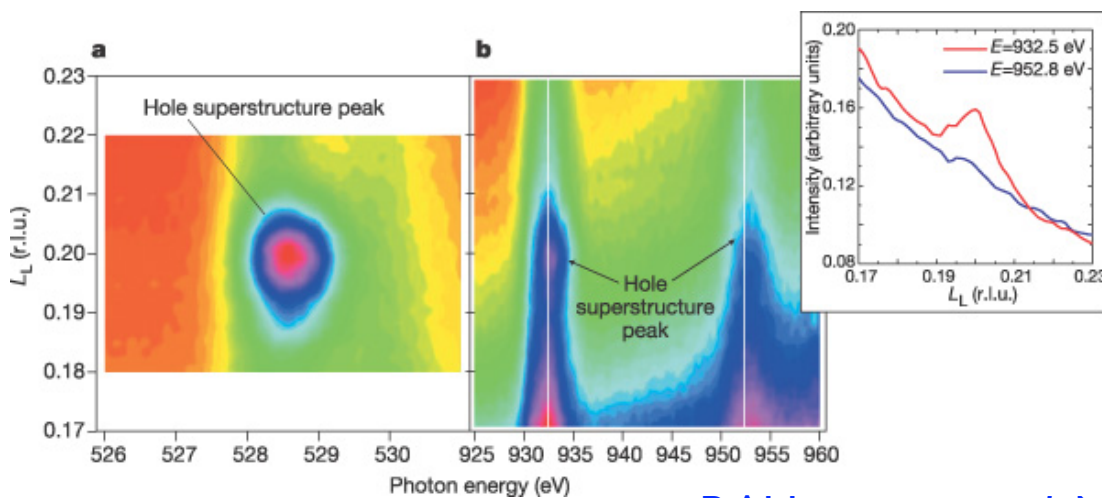 a
b
Hole superstructure peak
0.23
0.22
0.21
0.20
0.19
0.18
0.17
L_L (r.l.u.)
526
527
528
529
530
Hole
superstructure
peak
925
930
935
940
945
950
955
960
Photon energy (eV)
0.20
0.16
0.12
0.08
Intensity (arbitrary units)
E=932.5 eV
E=952.8 eV
0.17
0.19
0.21
0.23
L_L (r.l.u.)